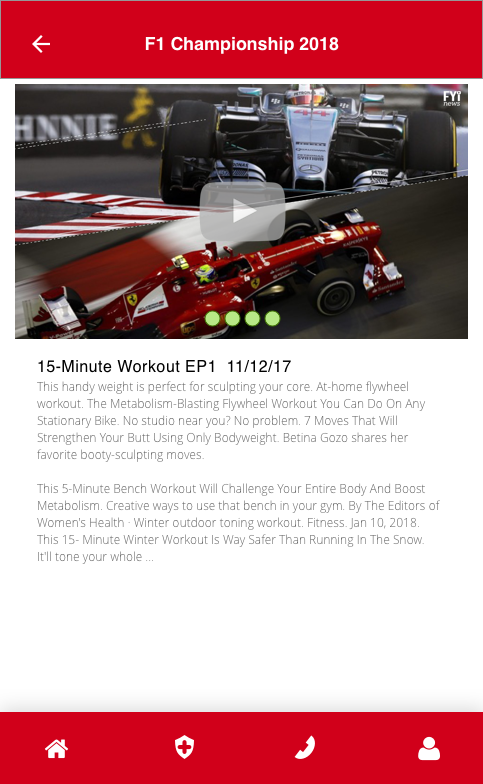 F1 Championship 2018
HNNIE
FYi
news
PETRONAS
PETRONAS
15-Minute Workout EP1  11/12/17
This handy weight is perfect for sculpting your core. At-home flywheel
workout. The Metabolism-Blasting Flywheel Workout You Can Do On Any
Stationary Bike. No studio near you? No problem. 7 Moves That Will
Strengthen Your Butt Using Only Bodyweight. Betina Gozo shares her
favorite booty-sculpting moves.
This 5-Minute Bench Workout Will Challenge Your Entire Body And Boost
Metabolism. Creative ways to use that bench in your gym. By The Editors of
Women's Health · Winter outdoor toning workout. Fitness. Jan 10, 2018.
This 15- Minute Winter Workout Is Way Safer Than Running In The Snow.
It'll tone your whole ...